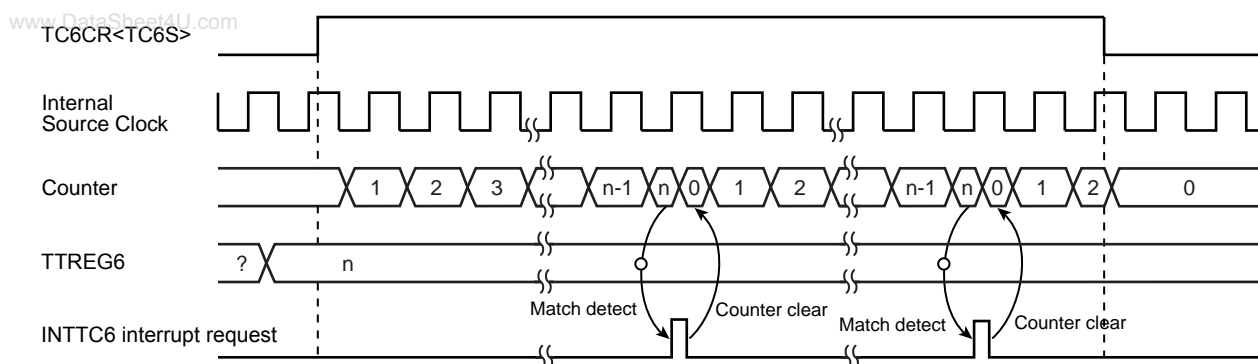 www.DataSheet4U.com
TC6CR<TC6S>
Internal
Source Clock
Counter
1 2 3 n-1 n 0 1 2 n-1 n 0 1 2 0
TTREG6
? n
Match detect Counter clear Match detect Counter clear
INTTC6 interrupt request